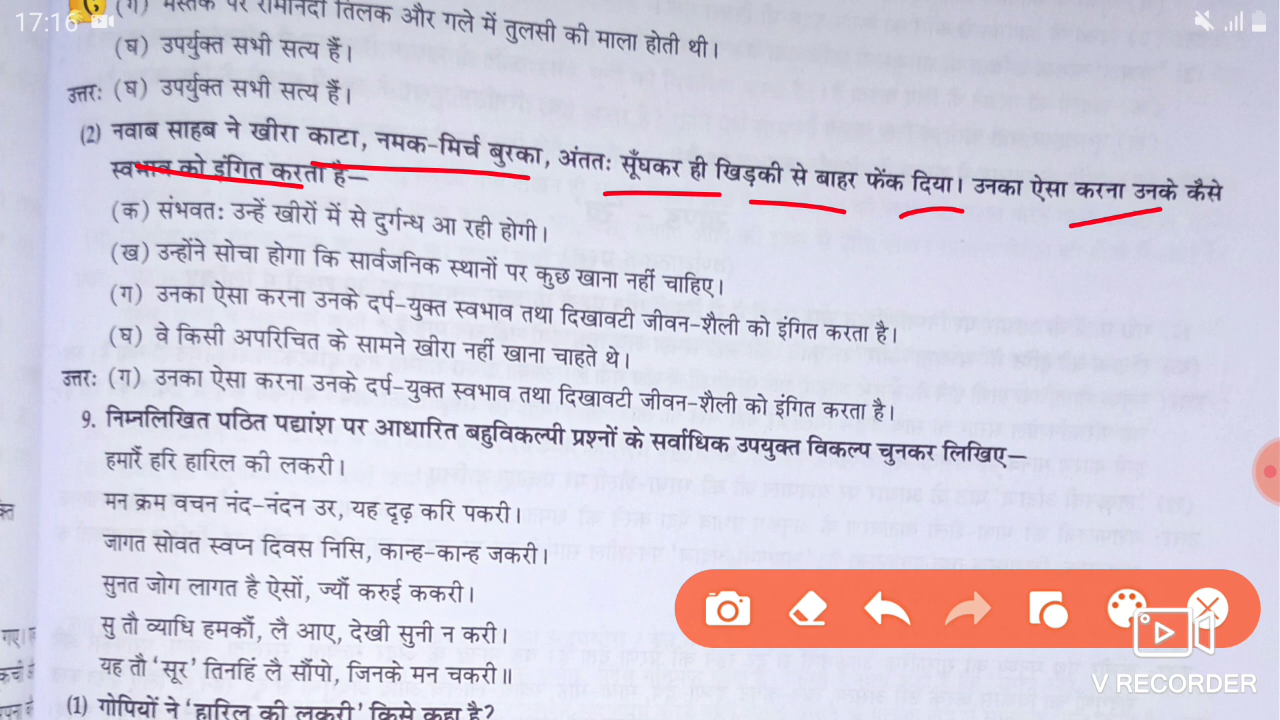 17:16
(ग) मस्तक पर रामानंदी तिलक और गले में तुलसी की माला होती थी।
(घ) उपर्युक्त सभी सत्य हैं।
उत्तर: (घ) उपर्युक्त सभी सत्य हैं।
(2) नवाब साहब ने खीरा काटा, नमक-मिर्च बुरका, अंततः सूँघकर ही खिड़की से बाहर फेंक दिया। उनका ऐसा करना उनके कैसे
स्वभाव को इंगित करता है—
(क) संभवत: उन्हें खीरों में से दुर्गन्ध आ रही होगी।
(ख) उन्होंने सोचा होगा कि सार्वजनिक स्थानों पर कुछ खाना नहीं चाहिए।
(ग) उनका ऐसा करना उनके दर्प-युक्त स्वभाव तथा दिखावटी जीवन-शैली को इंगित करता है।
(घ) वे किसी अपरिचित के सामने खीरा नहीं खाना चाहते थे।
उत्तर: (ग) उनका ऐसा करना उनके दर्प-युक्त स्वभाव तथा दिखावटी जीवन-शैली को इंगित करता है।
9. निम्नलिखित पठित पद्यांश पर आधारित बहुविकल्पी प्रश्नों के सर्वाधिक उपयुक्त विकल्प चुनकर लिखिए—
हमारैं हरि हारिल की लकरी।
मन क्रम वचन नंद-नंदन उर, यह दृढ़ करि पकरी।
जागत सोवत स्वप्न दिवस निसि, कान्ह-कान्ह जकरी।
सुनत जोग लागत है ऐसों, ज्यौं करुई ककरी।
सु तौ व्याधि हमकौं, लै आए, देखी सुनी न करी।
यह तौ 'सूर' तिनहिं लै सौंपो, जिनके मन चकरी॥
(1) गोपियों ने 'हारिल की लकरी' किसे कहा है?
V RECORDER